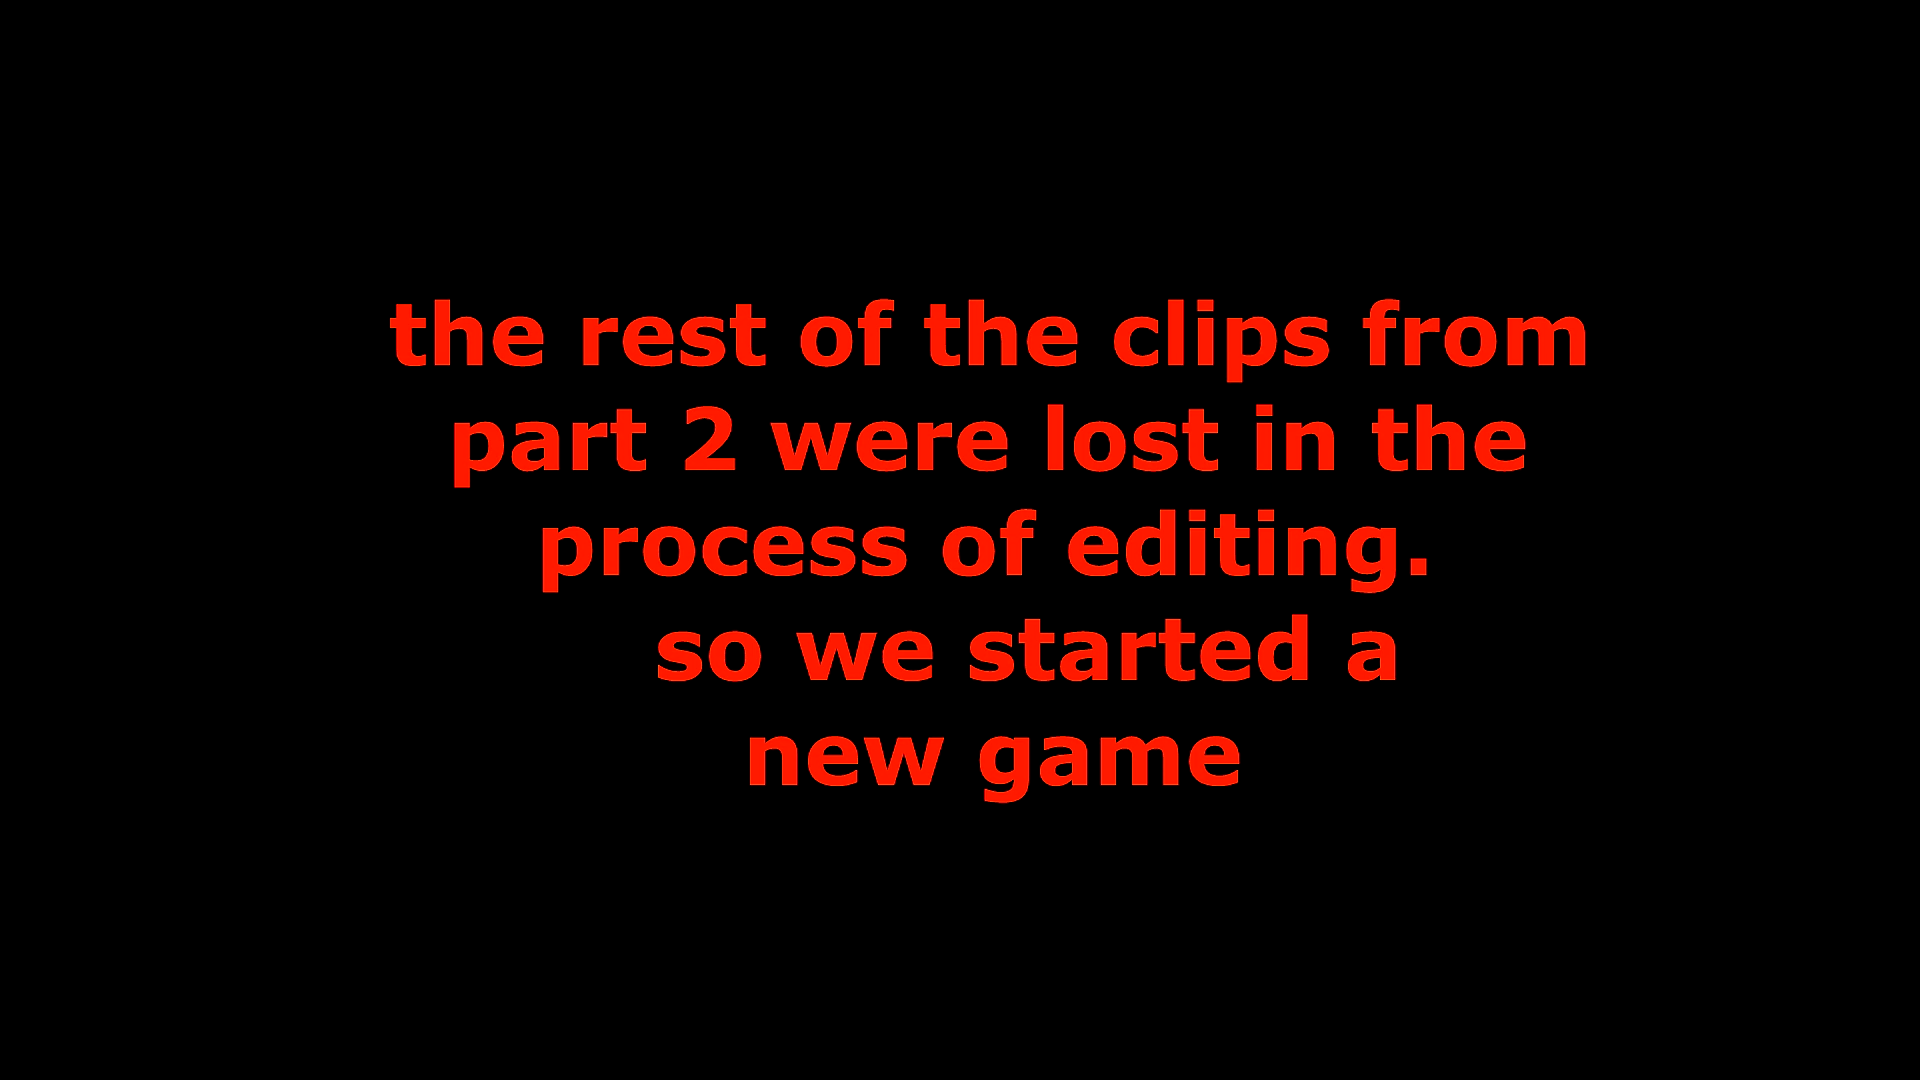 the rest of the clips from
part 2 were lost in the
process of editing.
so we started a
new game